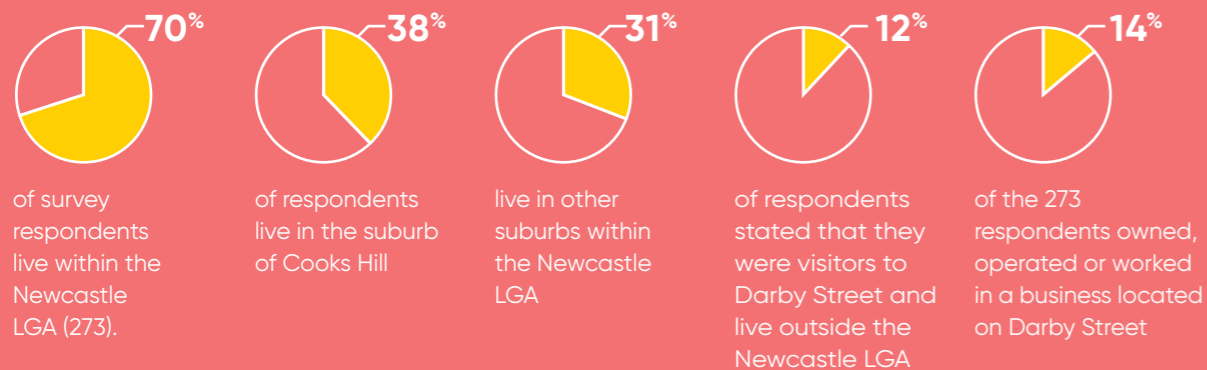 70%
of survey
respondents
live within the
Newcastle
LGA (273).
38%
of respondents
live in the suburb
of Cooks Hill
31%
live in other
suburbs within
the Newcastle
LGA
12%
of respondents
stated that they
were visitors to
Darby Street and
live outside the
Newcastle LGA
14%
of the 273
respondents owned,
operated or worked
in a business located
on Darby Street